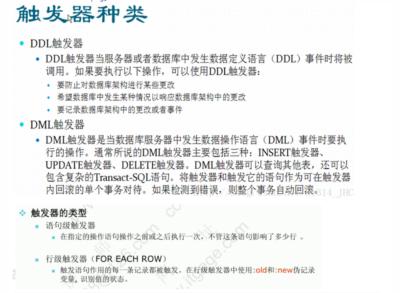 触发器种类
DDL触发器
DDL触发器当服务器或者数据库中发生数据定义语言（DDL）事件时将被
调用。如果要执行以下操作，可以使用DDL触发器：
要防止对数据库架构进行某些更改
希望数据库中发生某种情况以响应数据库架构中的更改
要记录数据库架构中的更改或者事件
DML触发器
DML触发器是当数据库服务器中发生数据操作语言（DML）事件时要执
行的操作。通常所说的DML触发器主要包括三种：INSERT触发器、
UPDATE触发器、DELETE触发器。DML触发器可以查询其他表，还可以
包含复杂的Transact-SQL语句。将触发器和触发它的语句作为可在触发器
内回滚的单个事务对待。如果检测到错误，则整个事务自动回滚。
触发器的类型
语句级触发器
在指定的操作语句操作之前或之后执行一次，不管这条语句影响了多少行 。
行级触发器（FOR EACH ROW）
触发语句作用的每一条记录都被触发。在行级触发器中使用:old和:new伪记录
变量, 识别值的状态。